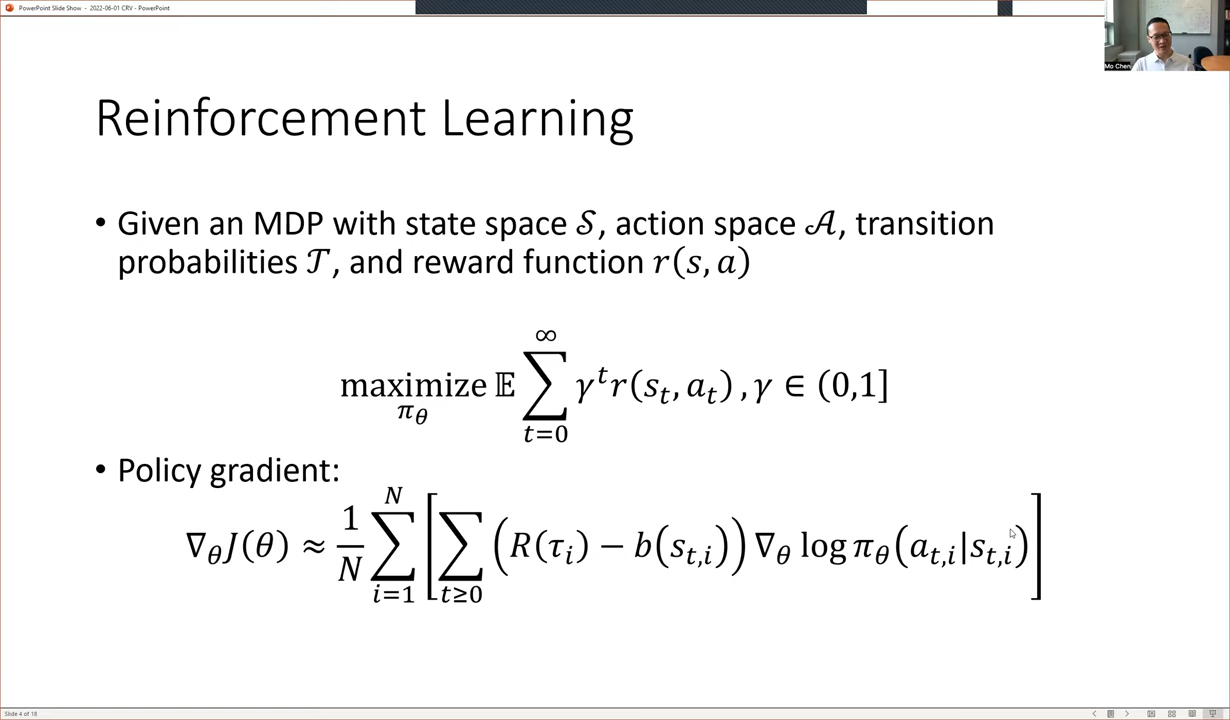 PowerPoint Slide Show - 2022-06-01 CRV - PowerPoint
Mo Chen
Reinforcement Learning
• Given an MDP with state space 𝒮, action space 𝒜, transition
probabilities 𝒯, and reward function r(s, a)
maximize_{π_θ} 𝔼 ∑_{t=0}^{∞} γ^t r(s_t, a_t) , γ ∈ (0,1]
• Policy gradient:
∇_θ J(θ) ≈ 1/N ∑_{i=1}^{N} [ ∑_{t≥0} (R(τ_i) − b(s_{t,i})) ∇_θ log π_θ(a_{t,i}|s_{t,i}) ]
Slide 4 of 18